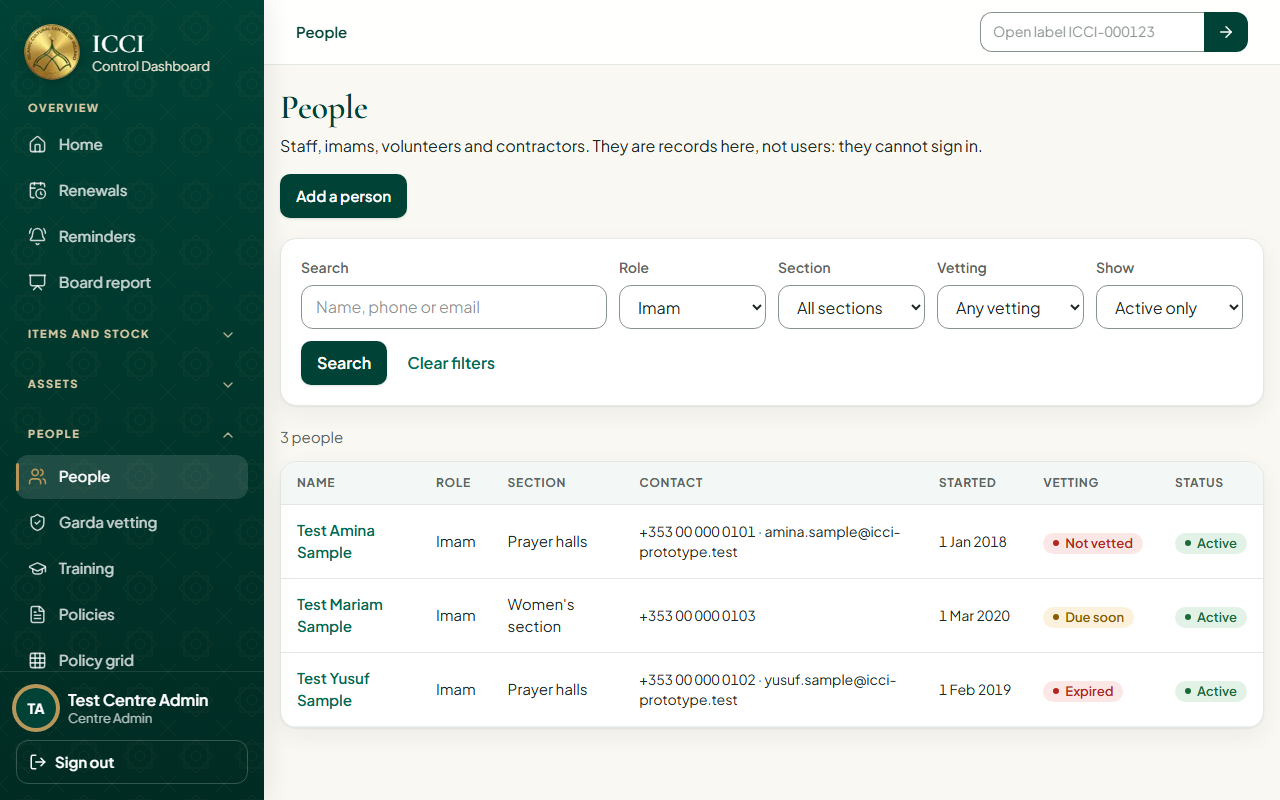 ICCI
Control Dashboard
OVERVIEW
Home
Renewals
Reminders
Board report
ITEMS AND STOCK
ASSETS
PEOPLE
People
Garda vetting
Training
Policies
Policy grid
TA
Test Centre Admin
Centre Admin
Sign out
People
Open label ICCI-000123
People
Staff, imams, volunteers and contractors. They are records here, not users: they cannot sign in.
Add a person
Search Role Section Vetting Show
Name, phone or email Imam All sections Any vetting Active only
Search Clear filters
3 people
NAME ROLE SECTION CONTACT STARTED VETTING STATUS
Test Amina Sample Imam Prayer halls +353 00 000 0101 · amina.sample@icci-prototype.test 1 Jan 2018 Not vetted Active
Test Mariam Sample Imam Women's section +353 00 000 0103 1 Mar 2020 Due soon Active
Test Yusuf Sample Imam Prayer halls +353 00 000 0102 · yusuf.sample@icci-prototype.test 1 Feb 2019 Expired Active